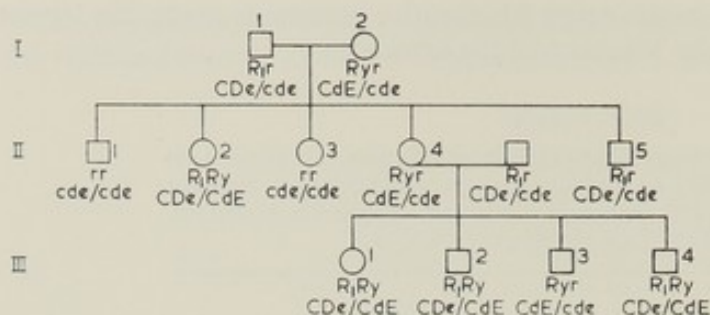 1 2
I
R₁r Ryr
CDe/cde CdE/cde
II 1 2 3 4 5
rr R₁Ry rr Ryr R₁r R₁r
cde/cde CDe/CdE cde/cde CdE/cde CDe/cde CDe/cde
III 1 2 3 4
R₁Ry R₁Ry Ryr R₁Ry
CDe/CdE CDe/CdE CdE/cde CDe/CdE